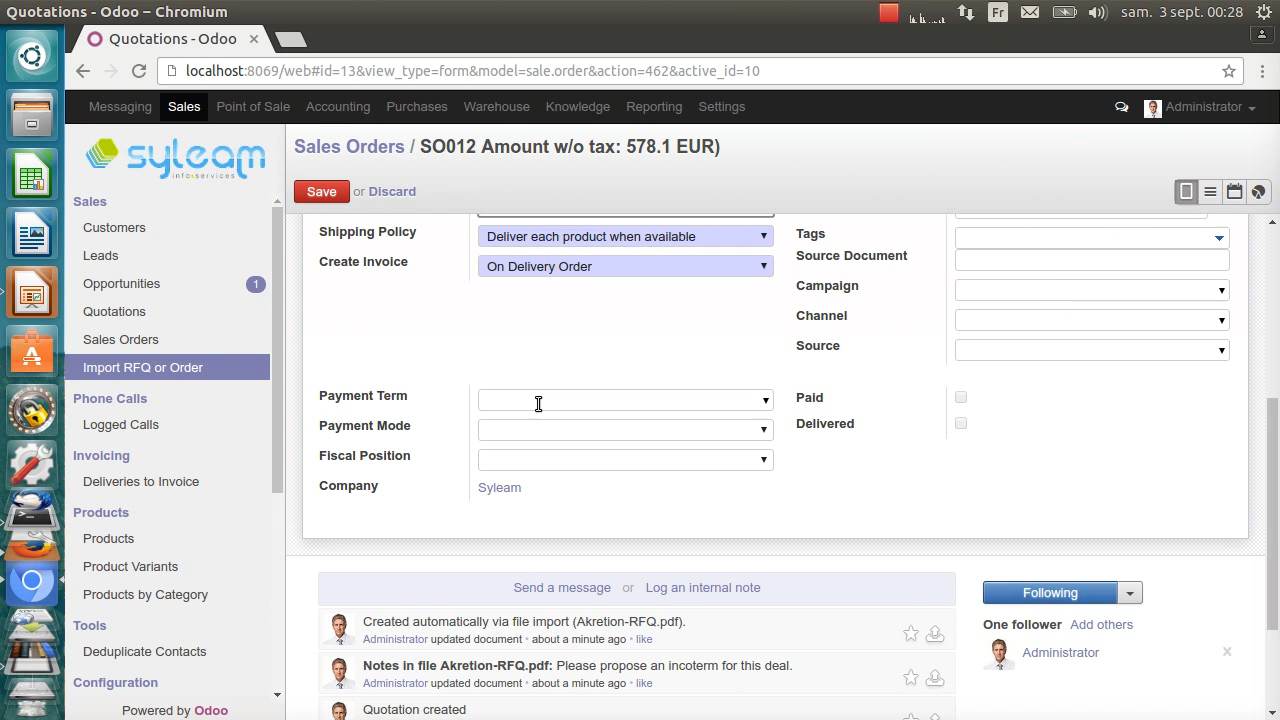 Quotations - Odoo – Chromium
Fr
sam. 3 sept. 00:28
Quotations - Odoo
localhost:8069/web#id=13&view_type=form&model=sale.order&action=462&active_id=10
Messaging Sales Point of Sale Accounting Purchases Warehouse Knowledge Reporting Settings
Administrator
syleam
info services
Sales Orders / SO012 Amount w/o tax: 578.1 EUR)
Save or Discard
Sales
Customers
Leads
Opportunities 1
Quotations
Sales Orders
Import RFQ or Order
Phone Calls
Logged Calls
Invoicing
Deliveries to Invoice
Products
Products
Product Variants
Products by Category
Tools
Deduplicate Contacts
Configuration
Powered by Odoo
Shipping Policy Deliver each product when available
Create Invoice On Delivery Order
Tags
Source Document
Campaign
Channel
Source
Payment Term
Payment Mode
Fiscal Position
Company Syleam
Paid
Delivered
Send a message or Log an internal note
Created automatically via file import (Akretion-RFQ.pdf).
Administrator updated document • about a minute ago • like
Notes in file Akretion-RFQ.pdf: Please propose an incoterm for this deal.
Administrator updated document • about a minute ago • like
Quotation created
Following
One follower Add others
Administrator